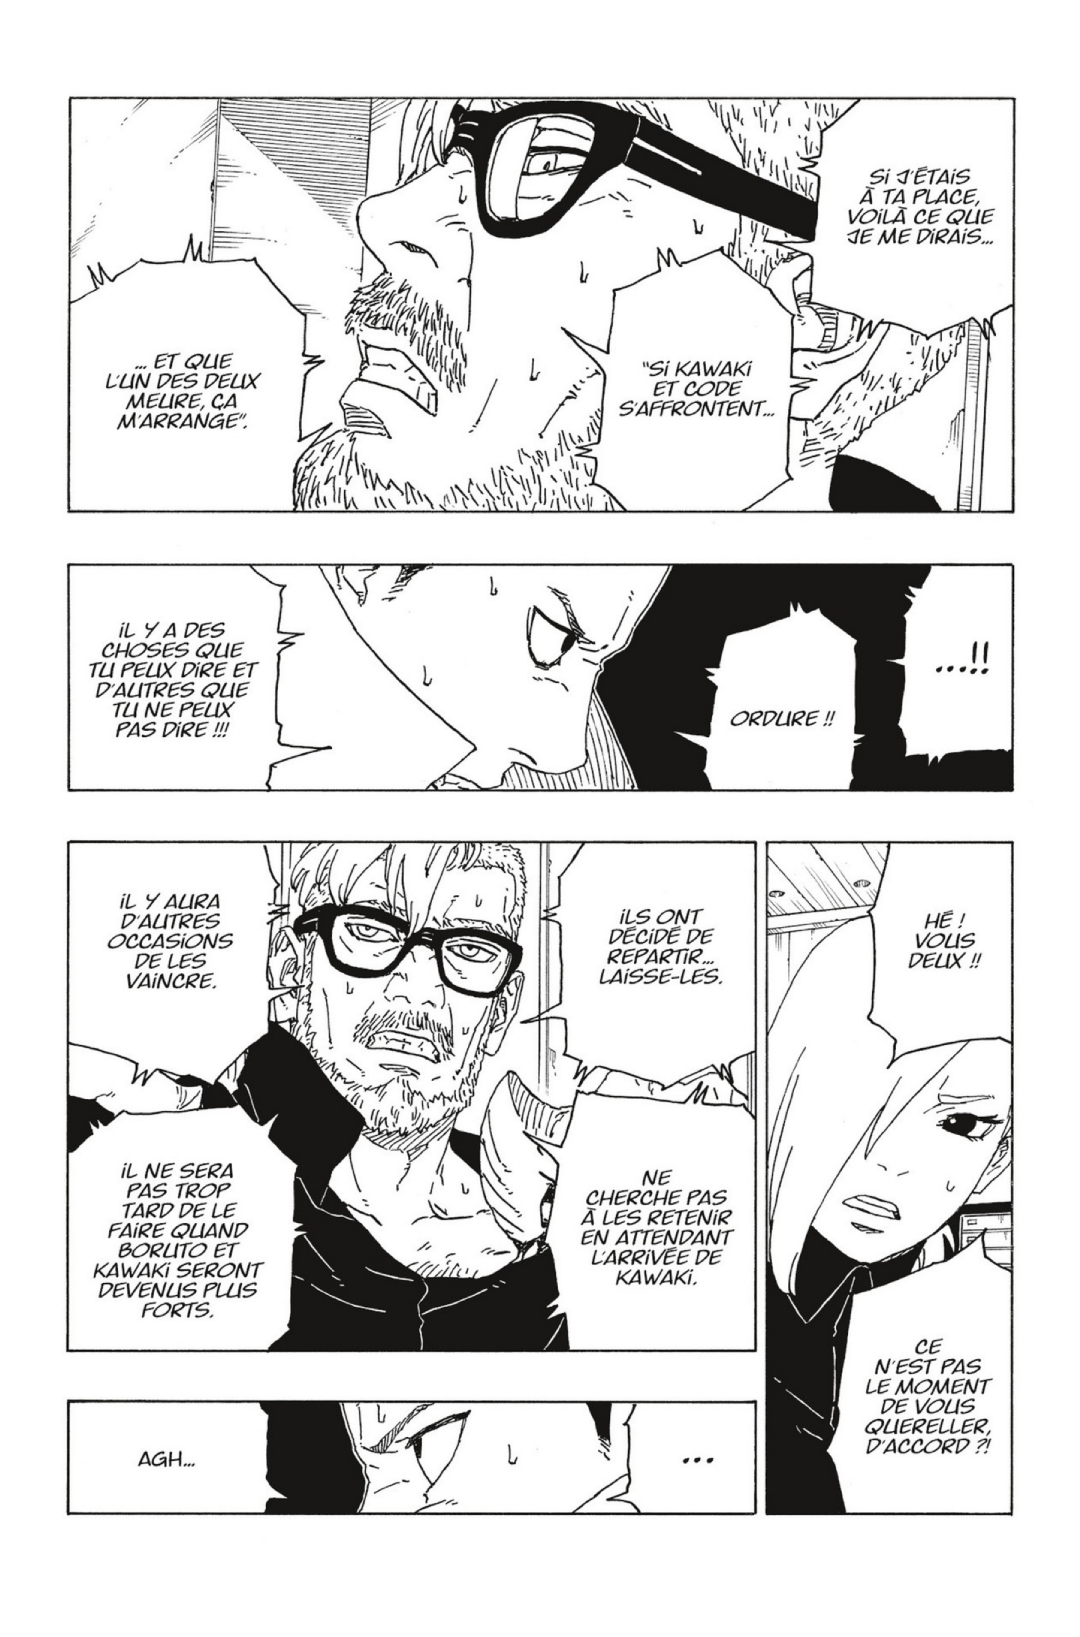 SI J'ÉTAIS
À TA PLACE,
VOILÀ CE QUE
JE ME DIRAIS...
"SI KAWAKI
ET CODE
S'AFFRONTENT...
... ET QUE
L'UN DES DEUX
MEURE, ÇA
M'ARRANGE".
...!!
ORDURE !!
IL Y A DES
CHOSES QUE
TU PEUX DIRE ET
D'AUTRES QUE
TU NE PEUX
PAS DIRE !!!
HÉ !
VOUS
DEUX !!
CE
N'EST PAS
LE MOMENT
DE VOUS
QUERELLER,
D'ACCORD ?!
ILS ONT
DÉCIDÉ DE
REPARTIR...
LAISSE-LES.
NE
CHERCHE PAS
À LES RETENIR
EN ATTENDANT
L'ARRIVÉE DE
KAWAKI.
IL Y AURA
D'AUTRES
OCCASIONS
DE LES
VAINCRE.
IL NE SERA
PAS TROP
TARD DE LE
FAIRE QUAND
BORUTO ET
KAWAKI SERONT
DEVENUS PLUS
FORTS.
...
AGH...